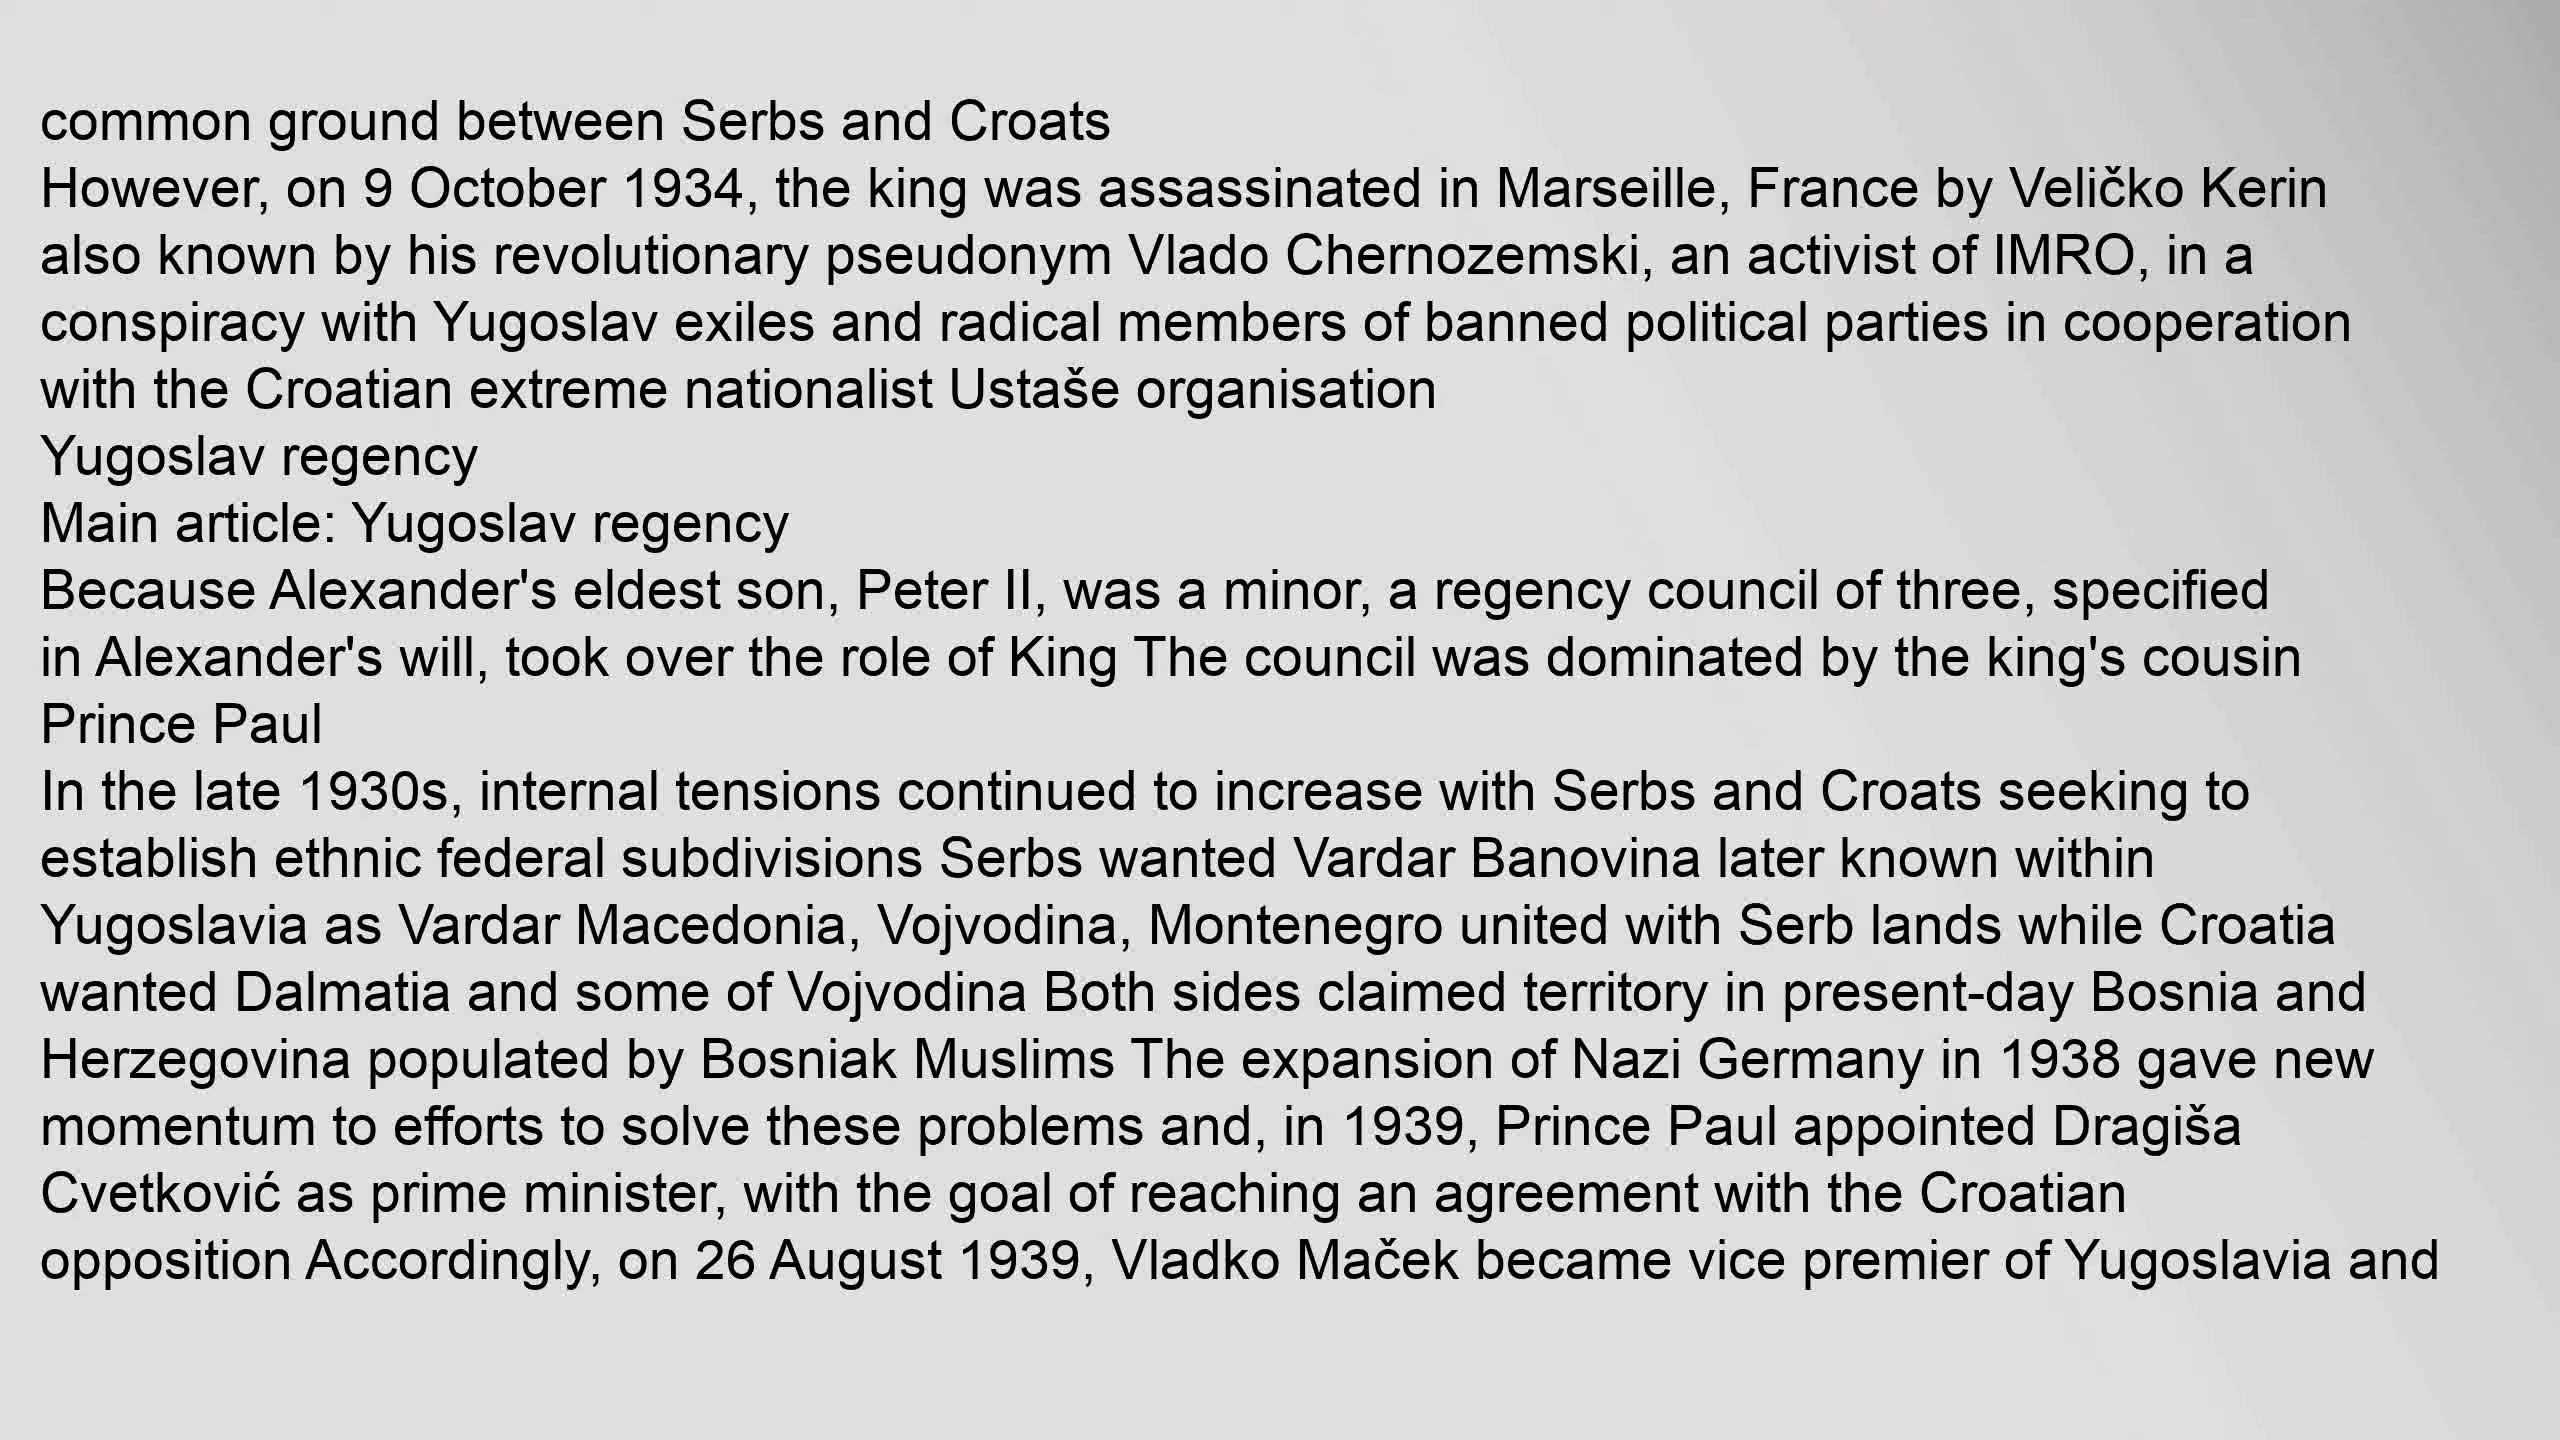 common ground between Serbs and Croats
However, on 9 October 1934, the king was assassinated in Marseille, France by Veličko Kerin
also known by his revolutionary pseudonym Vlado Chernozemski, an activist of IMRO, in a
conspiracy with Yugoslav exiles and radical members of banned political parties in cooperation
with the Croatian extreme nationalist Ustaše organisation
Yugoslav regency
Main article: Yugoslav regency
Because Alexander's eldest son, Peter II, was a minor, a regency council of three, specified
in Alexander's will, took over the role of King The council was dominated by the king's cousin
Prince Paul
In the late 1930s, internal tensions continued to increase with Serbs and Croats seeking to
establish ethnic federal subdivisions Serbs wanted Vardar Banovina later known within
Yugoslavia as Vardar Macedonia, Vojvodina, Montenegro united with Serb lands while Croatia
wanted Dalmatia and some of Vojvodina Both sides claimed territory in present-day Bosnia and
Herzegovina populated by Bosniak Muslims The expansion of Nazi Germany in 1938 gave new
momentum to efforts to solve these problems and, in 1939, Prince Paul appointed Dragiša
Cvetković as prime minister, with the goal of reaching an agreement with the Croatian
opposition Accordingly, on 26 August 1939, Vladko Maček became vice premier of Yugoslavia and